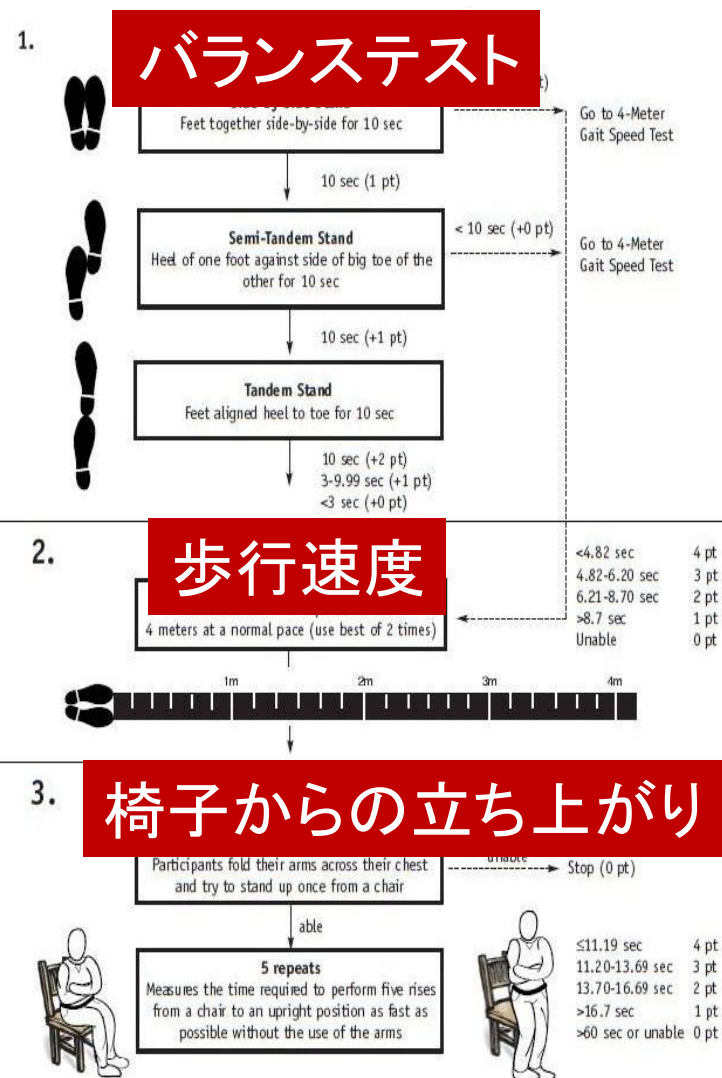 1.
バランステスト
Feet together side-by-side for 10 sec
Go to 4-Meter
Gait Speed Test
10 sec (1 pt)
Semi-Tandem Stand
Heel of one foot against side of big toe of the
other for 10 sec
< 10 sec (+0 pt)
Go to 4-Meter
Gait Speed Test
10 sec (+1 pt)
Tandem Stand
Feet aligned heel to toe for 10 sec
10 sec (+2 pt)
3-9.99 sec (+1 pt)
<3 sec (+0 pt)
2.
歩行速度
4 meters at a normal pace (use best of 2 times)
<4.82 sec 4 pt
4.82-6.20 sec 3 pt
6.21-8.70 sec 2 pt
>8.7 sec 1 pt
Unable 0 pt
1m 2m 3m 4m
3.
椅子からの立ち上がり
Participants fold their arms across their chest
and try to stand up once from a chair
unable
Stop (0 pt)
able
5 repeats
Measures the time required to perform five rises
from a chair to an upright position as fast as
possible without the use of the arms
≤11.19 sec 4 pt
11.20-13.69 sec 3 pt
13.70-16.69 sec 2 pt
>16.7 sec 1 pt
>60 sec or unable 0 pt